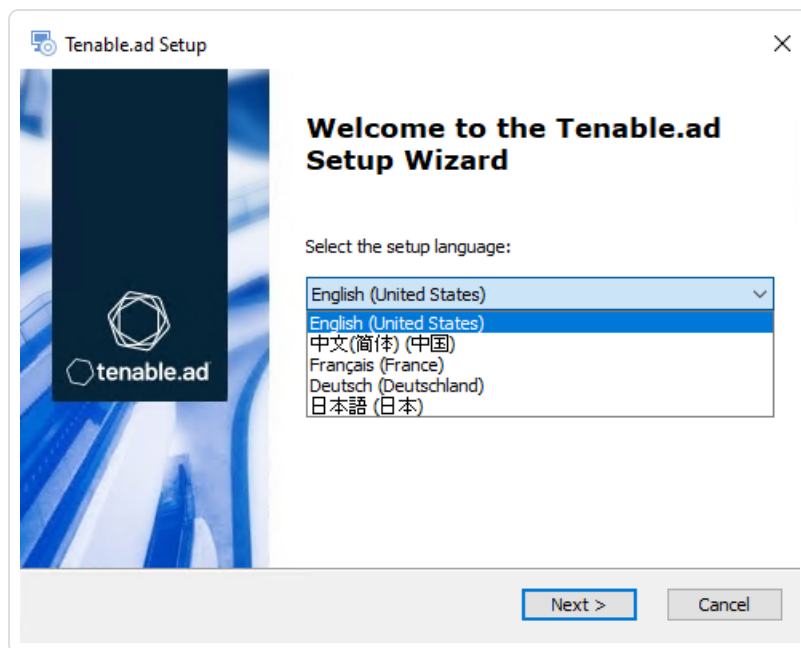 Tenable.ad Setup
Welcome to the Tenable.ad
Setup Wizard
Select the setup language:
English (United States)
English (United States)
中文(简体) (中国)
Français (France)
Deutsch (Deutschland)
日本語 (日本)
tenable.ad
Next >
Cancel